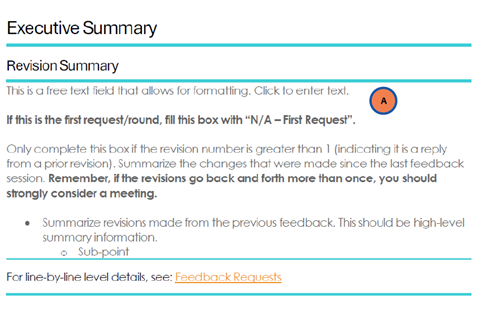 Executive Summary
Revision Summary
This is a free text field that allows for formatting. Click to enter text.
A
If this is the first request/round, fill this box with “N/A – First Request”.
Only complete this box if the revision number is greater than 1 (indicating it is a reply
from a prior revision). Summarize the changes that were made since the last feedback
session. Remember, if the revisions go back and forth more than once, you should
strongly consider a meeting.
• Summarize revisions made from the previous feedback. This should be high-level
summary information.
o Sub-point
For line-by-line level details, see: Feedback Requests